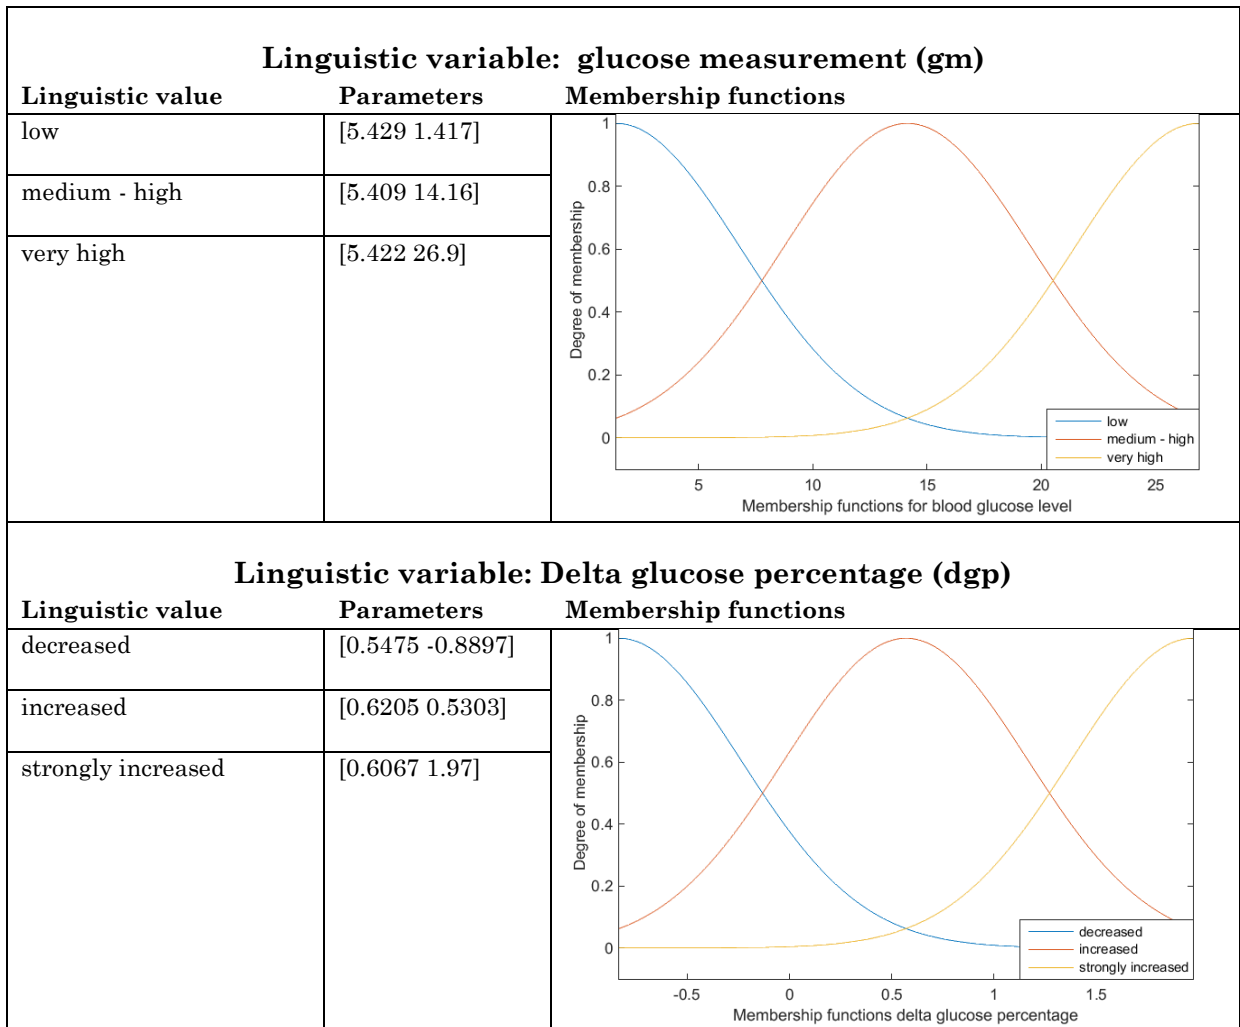 Linguistic variable:  glucose measurement (gm)
Linguistic value Parameters Membership functions
low [5.429 1.417]
medium - high [5.409 14.16]
very high [5.422 26.9]
1
0.8
0.6
0.4
0.2
0
Degree of membership
low
medium - high
very high
5 10 15 20 25
Membership functions for blood glucose level
Linguistic variable: Delta glucose percentage (dgp)
Linguistic value Parameters Membership functions
decreased [0.5475 -0.8897]
increased [0.6205 0.5303]
strongly increased [0.6067 1.97]
1
0.8
0.6
0.4
0.2
0
Degree of membership
decreased
increased
strongly increased
-0.5 0 0.5 1 1.5
Membership functions delta glucose percentage